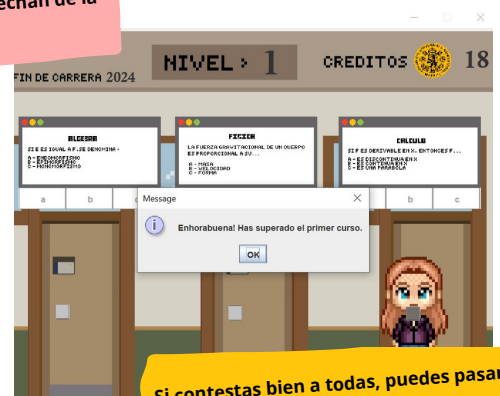 echan de la
NIVEL > 1
CREDITOS 18
FIN DE CARRERA 2024
ALGEBRA
SI E ES IGUAL A F, SE DENOMINA -
A - ENDOMORFISMO
B - EPIMORFISMO
C - MONOMORFISMO
FISICA
LA FUERZA GRAVITACIONAL DE UN CUERPO
ES PROPORCIONAL A SU...
A - MASA
B - VELOCIDAD
C - FORMA
CALCULO
SI F ES DERIVABLE EN X, ENTONCES F...
A - ES DISCONTINUA EN X
B - ES CONTINUA EN X
C - ES UNA PARABOLA
a b
b c
Message
Enhorabuena! Has superado el primer curso.
OK
Si contestas bien a todas, puedes pasar